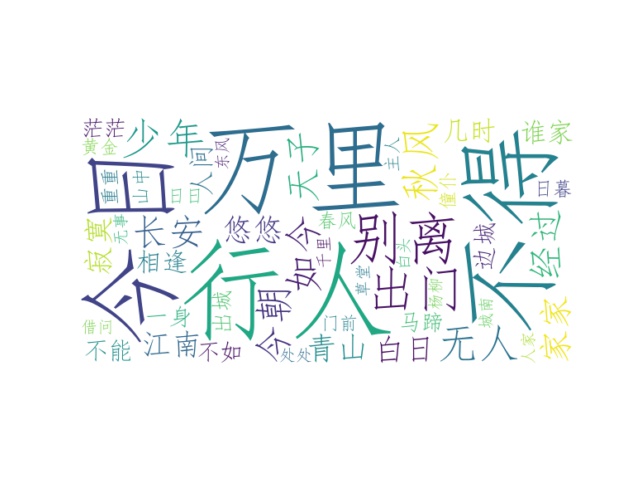 今日
万里
行人
不得
别离
出门
秋风
长安
少年
天子
悠悠
如今
今朝
江南
青山
白日
无人
家家
经过
边城
谁家
几时
寂寞
相逢
茫茫
黄金
重重
山中
日日
人间
东风
主人
僮仆
日暮
无事
春风
千里
白头
草堂
杨柳
一身
出城
借问
不能
不如
处处
门前
马蹄
城南
人家